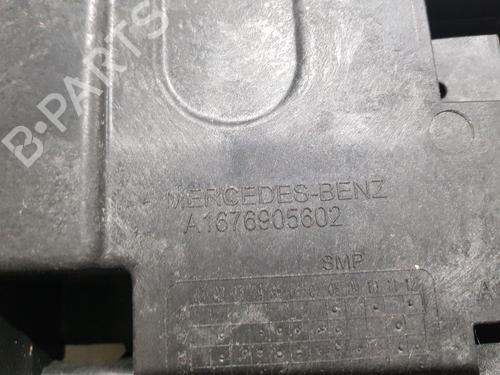 B-PARTS
MERCEDES-BENZ
A1676905602
SMP
A